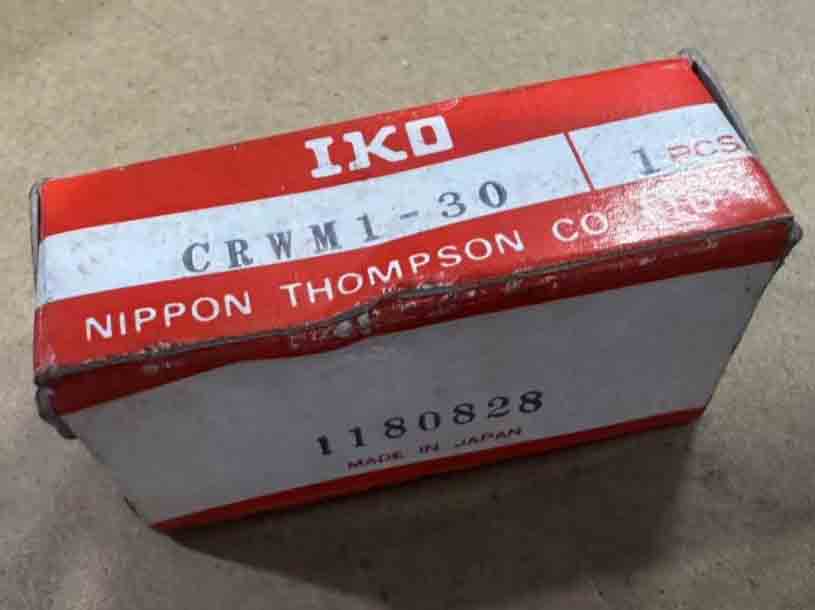 IKO
CRWM1-30 1 PCS
NIPPON THOMPSON CO
1180828
MADE IN JAPAN